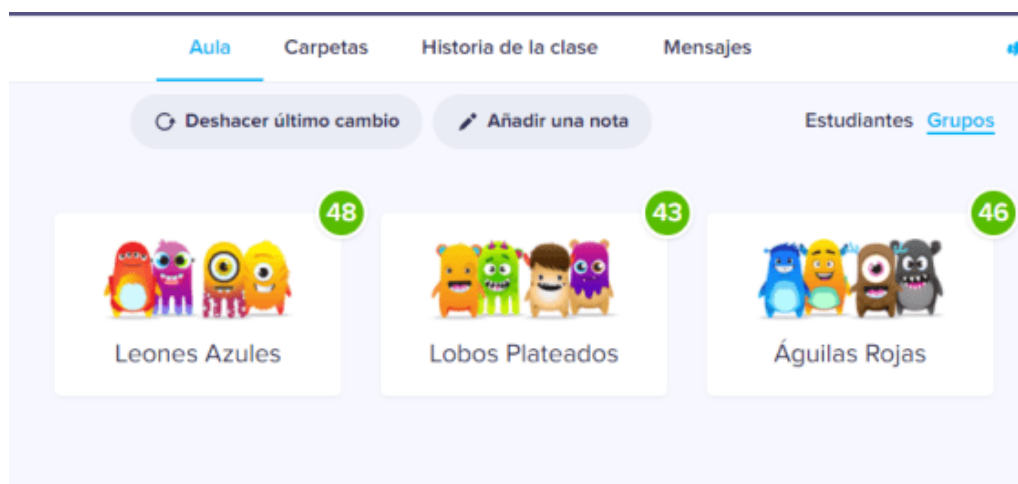 Aula Carpetas Historia de la clase Mensajes
Deshacer último cambio Añadir una nota Estudiantes Grupos
48 43 46
Leones Azules Lobos Plateados Águilas Rojas